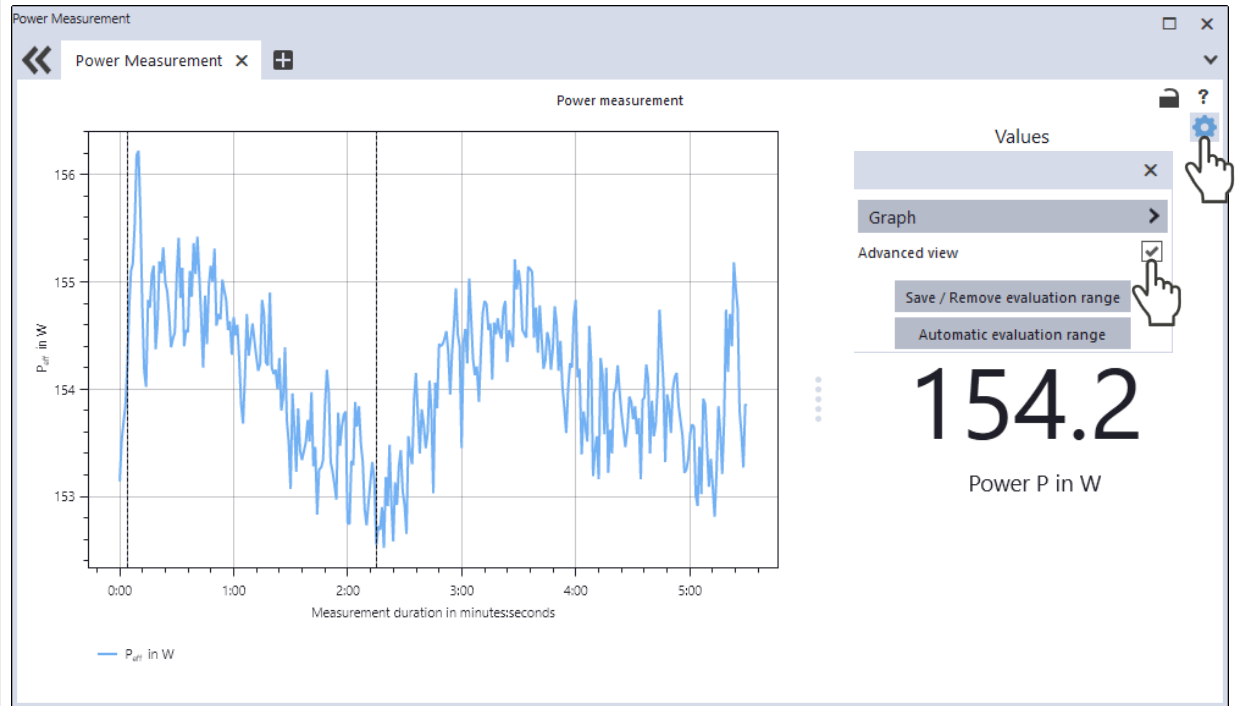 Power Measurement
Power Measurement
Power measurement
?
Values
Graph
Advanced view
Save / Remove evaluation range
Automatic evaluation range
154.2
Power P in W
156
155
154
153
P eff in W
0:00 1:00 2:00 3:00 4:00 5:00
Measurement duration in minutes:seconds
P eff in W